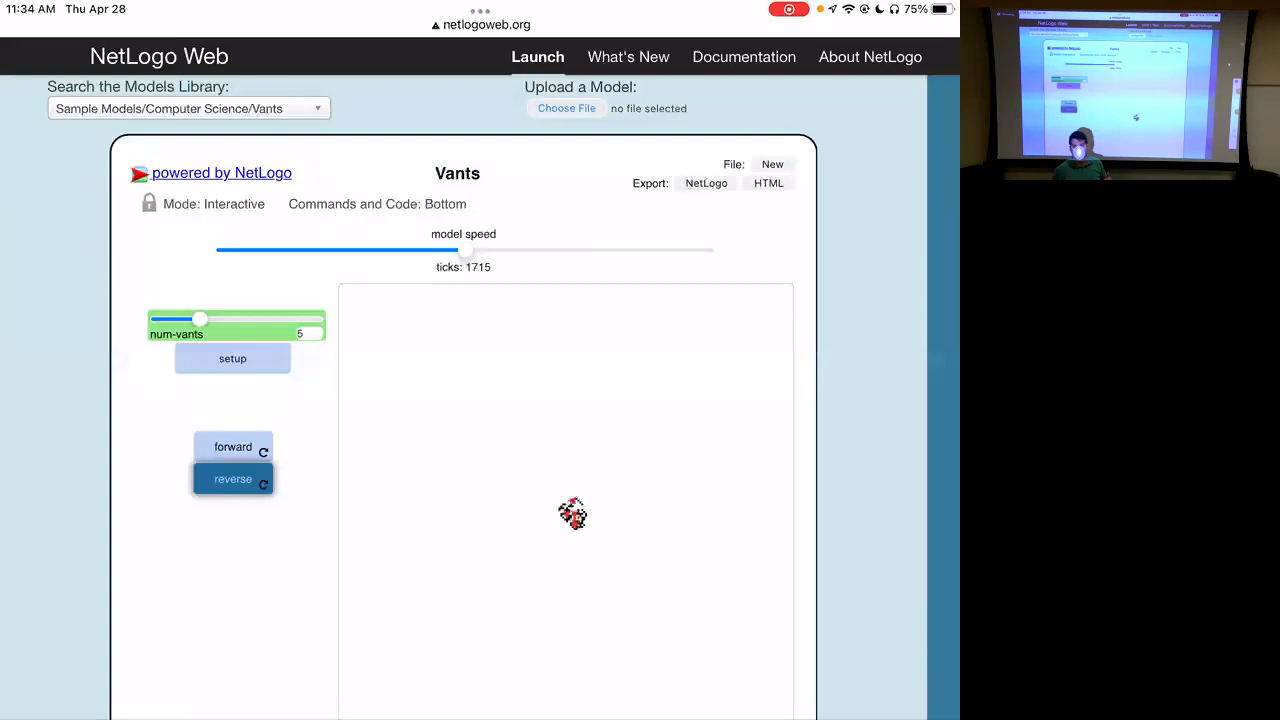 11:34 AM Thu Apr 28
75%
netlogoweb.org
NetLogo Web
Launch
What's New
Documentation
About NetLogo
Search the Models Library:
Sample Models/Computer Science/Vants
Upload a Model:
Choose File no file selected
powered by NetLogo
Vants
File: New
Export: NetLogo HTML
Mode: Interactive
Commands and Code: Bottom
model speed
ticks: 1715
num-vants 5
setup
forward
reverse
NetLogo Web